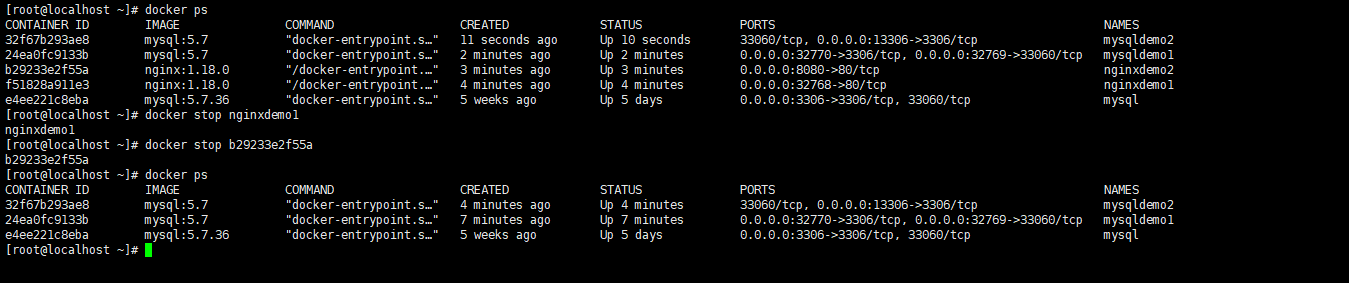 [root@localhost ~]# docker ps
CONTAINER ID        IMAGE               COMMAND                  CREATED             STATUS              PORTS                                               NAMES
32f67b293ae8        mysql:5.7           "docker-entrypoint.s…"   11 seconds ago      Up 10 seconds       33060/tcp, 0.0.0.0:13306->3306/tcp                  mysqldemo2
24ea0fc9133b        mysql:5.7           "docker-entrypoint.s…"   2 minutes ago       Up 2 minutes        0.0.0.0:32770->3306/tcp, 0.0.0.0:32769->33060/tcp   mysqldemo1
b29233e2f55a        nginx:1.18.0        "/docker-entrypoint.…"   3 minutes ago       Up 3 minutes        0.0.0.0:8080->80/tcp                                nginxdemo2
f51828a911e3        nginx:1.18.0        "/docker-entrypoint.…"   4 minutes ago       Up 4 minutes        0.0.0.0:32768->80/tcp                               nginxdemo1
e4ee221c8eba        mysql:5.7.36        "docker-entrypoint.s…"   5 weeks ago         Up 5 days           0.0.0.0:3306->3306/tcp, 33060/tcp                   mysql
[root@localhost ~]# docker stop nginxdemo1
nginxdemo1
[root@localhost ~]# docker stop b29233e2f55a
b29233e2f55a
[root@localhost ~]# docker ps
CONTAINER ID        IMAGE               COMMAND                  CREATED             STATUS              PORTS                                               NAMES
32f67b293ae8        mysql:5.7           "docker-entrypoint.s…"   4 minutes ago       Up 4 minutes        33060/tcp, 0.0.0.0:13306->3306/tcp                  mysqldemo2
24ea0fc9133b        mysql:5.7           "docker-entrypoint.s…"   7 minutes ago       Up 7 minutes        0.0.0.0:32770->3306/tcp, 0.0.0.0:32769->33060/tcp   mysqldemo1
e4ee221c8eba        mysql:5.7.36        "docker-entrypoint.s…"   5 weeks ago         Up 5 days           0.0.0.0:3306->3306/tcp, 33060/tcp                   mysql
[root@localhost ~]#